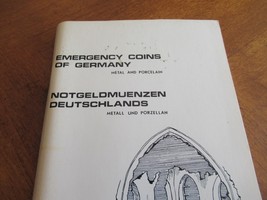 EMERGENCY COINS
OF GERMANY
METAL AND PORCELAIN
NOTGELDMUENZEN
DEUTSCHLANDS
METALL UND PORZELLAN